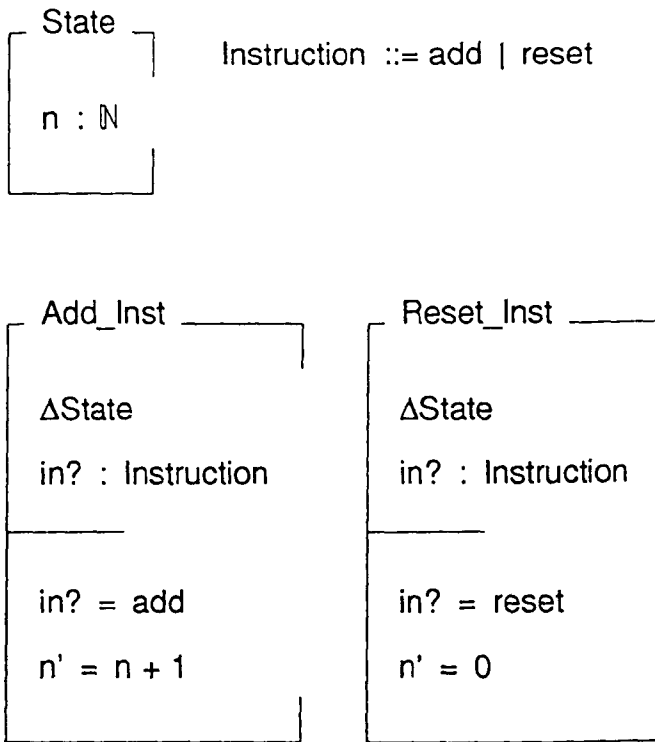 State
Instruction ::= add | reset
n : ℕ
Add_Inst
ΔState
in? : Instruction
in? = add
n' = n + 1
Reset_Inst
ΔState
in? : Instruction
in? = reset
n' = 0